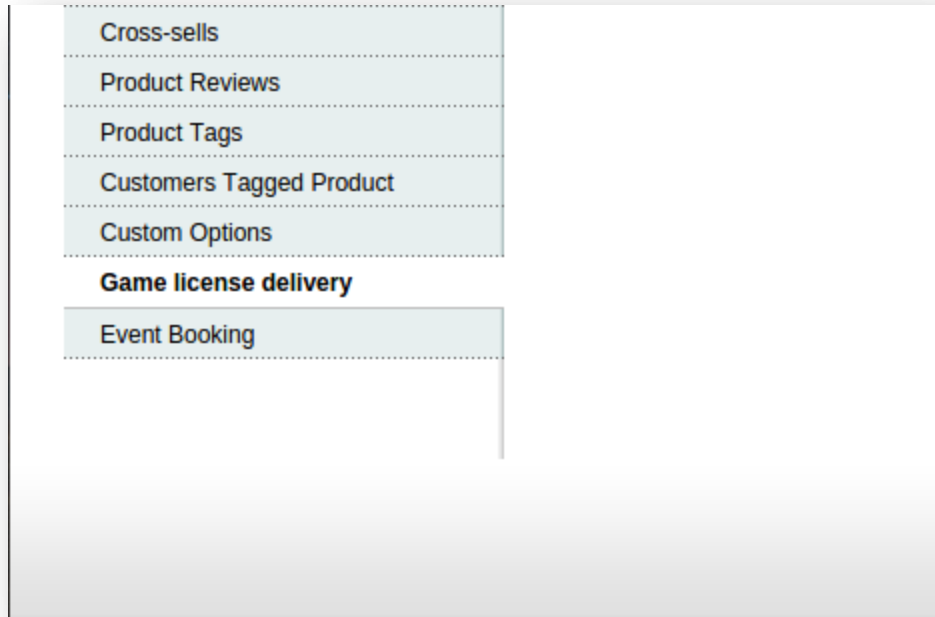 Cross-sells
Product Reviews
Product Tags
Customers Tagged Product
Custom Options
Game license delivery
Event Booking